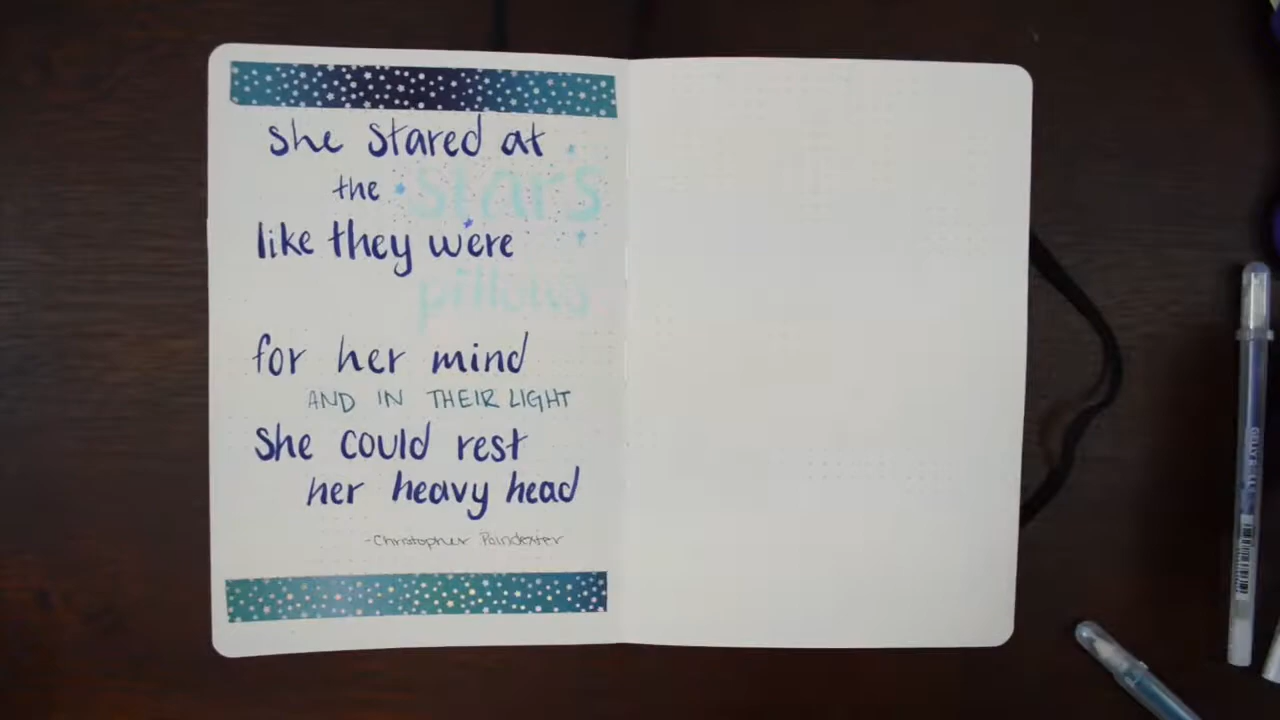 she stared at
the stars
like they were
pillows
for her mind
AND IN THEIR LIGHT
She could rest
her heavy head
-Christopher Poindexter
GELLY R